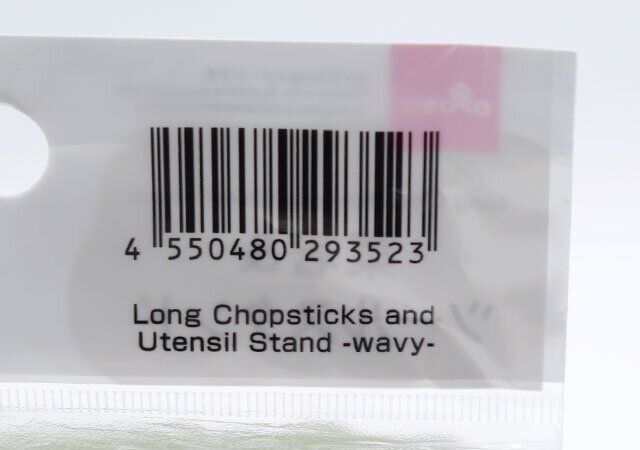 4 550480 293523
Long Chopsticks and
Utensil Stand -wavy-